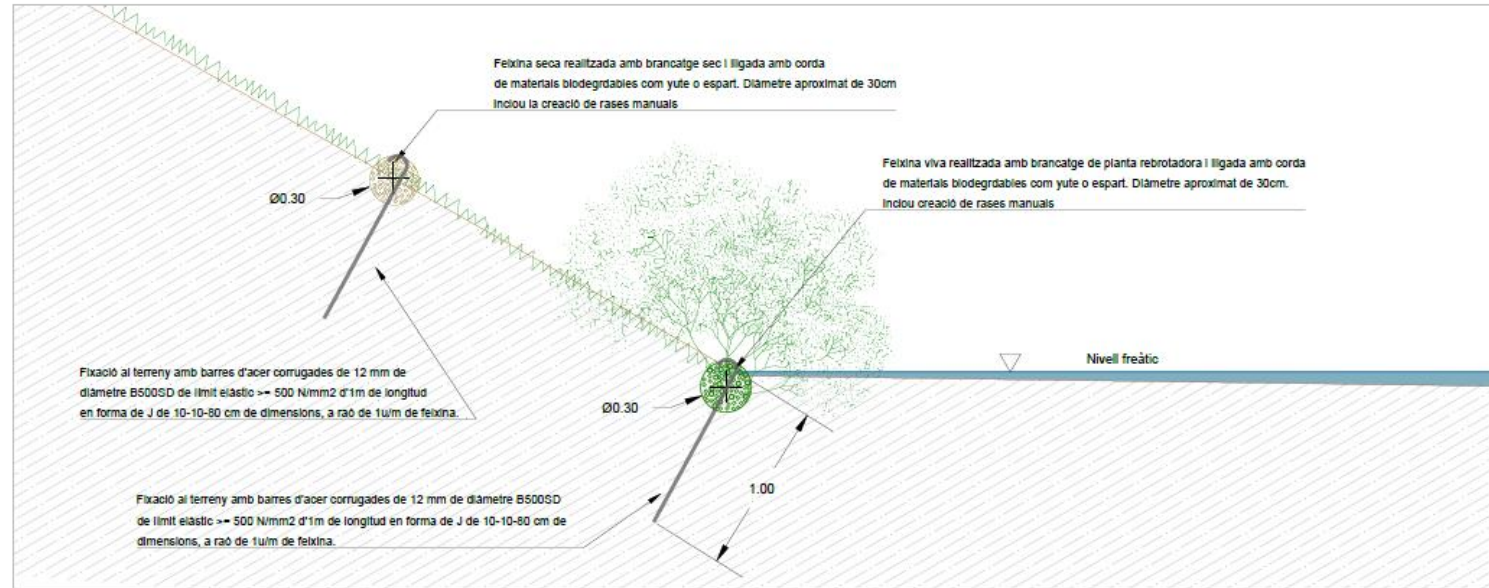 Feixina seca realitzada amb brancatge sec i lligada amb corda
de materials biodegrdables com yute o espart. Diàmetre aproximat de 30cm
Inclou la creació de rases manuals
Feixina viva realitzada amb brancatge de planta rebrotadora i lligada amb corda
de materials biodegrdables com yute o espart. Diàmetre aproximat de 30cm.
Inclou creació de rases manuals
Ø0.30
Nivell freàtic
Fixació al terreny amb barres d'acer corrugades de 12 mm de
diàmetre B500SD de límit elàstic >= 500 N/mm2 d'1m de longitud
en forma de J de 10-10-80 cm de dimensions, a raó de 1u/m de feixina.
Ø0.30
1.00
Fixació al terreny amb barres d'acer corrugades de 12 mm de diàmetre B500SD
de límit elàstic >= 500 N/mm2 d'1m de longitud en forma de J de 10-10-80 cm de
dimensions, a raó de 1u/m de feixina.